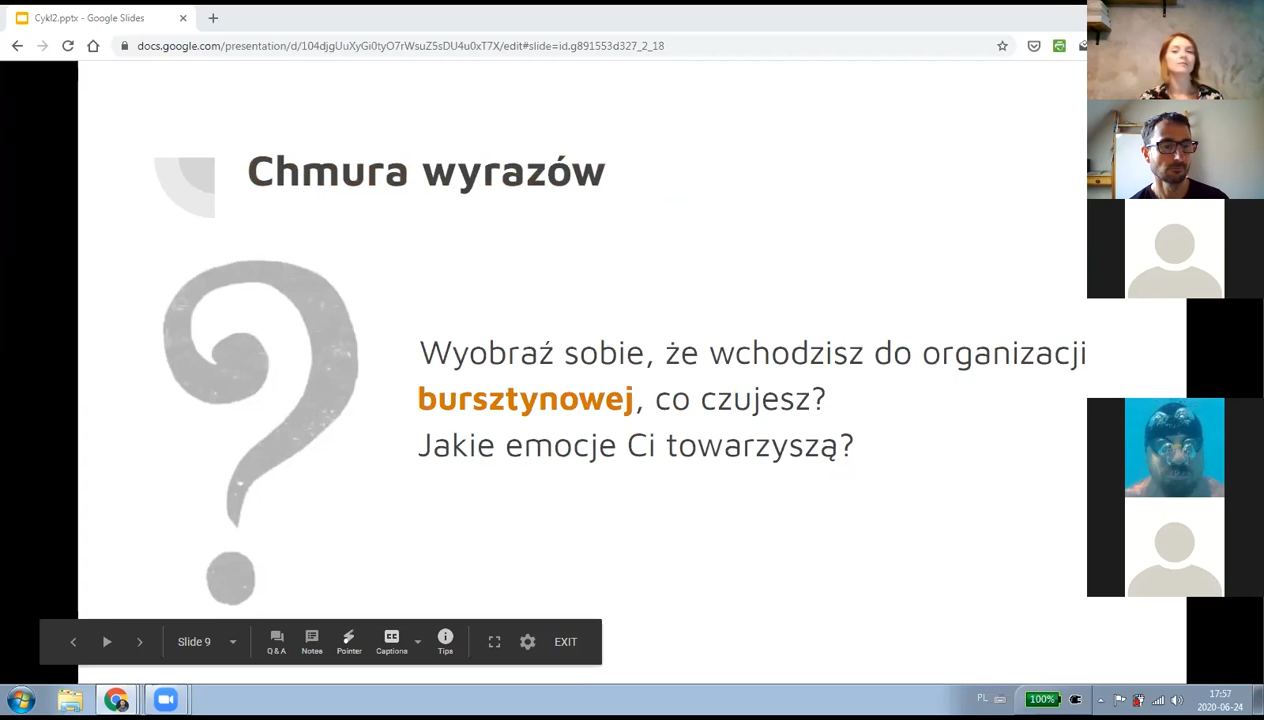 Cykl2.pptx - Google Slides
docs.google.com/presentation/d/104djgUuXyGi0tyO7rWsuZ5sDU4u0xT7X/edit#slide=id.g891553d327_2_18
Chmura wyrazów
Wyobraź sobie, że wchodzisz do organizacji
bursztynowej, co czujesz?
Jakie emocje Ci towarzyszą?
Slide 9
Q & A
Notes
Pointer
CC
Captions
Tips
EXIT
PL
100%
17:57
2020-06-24